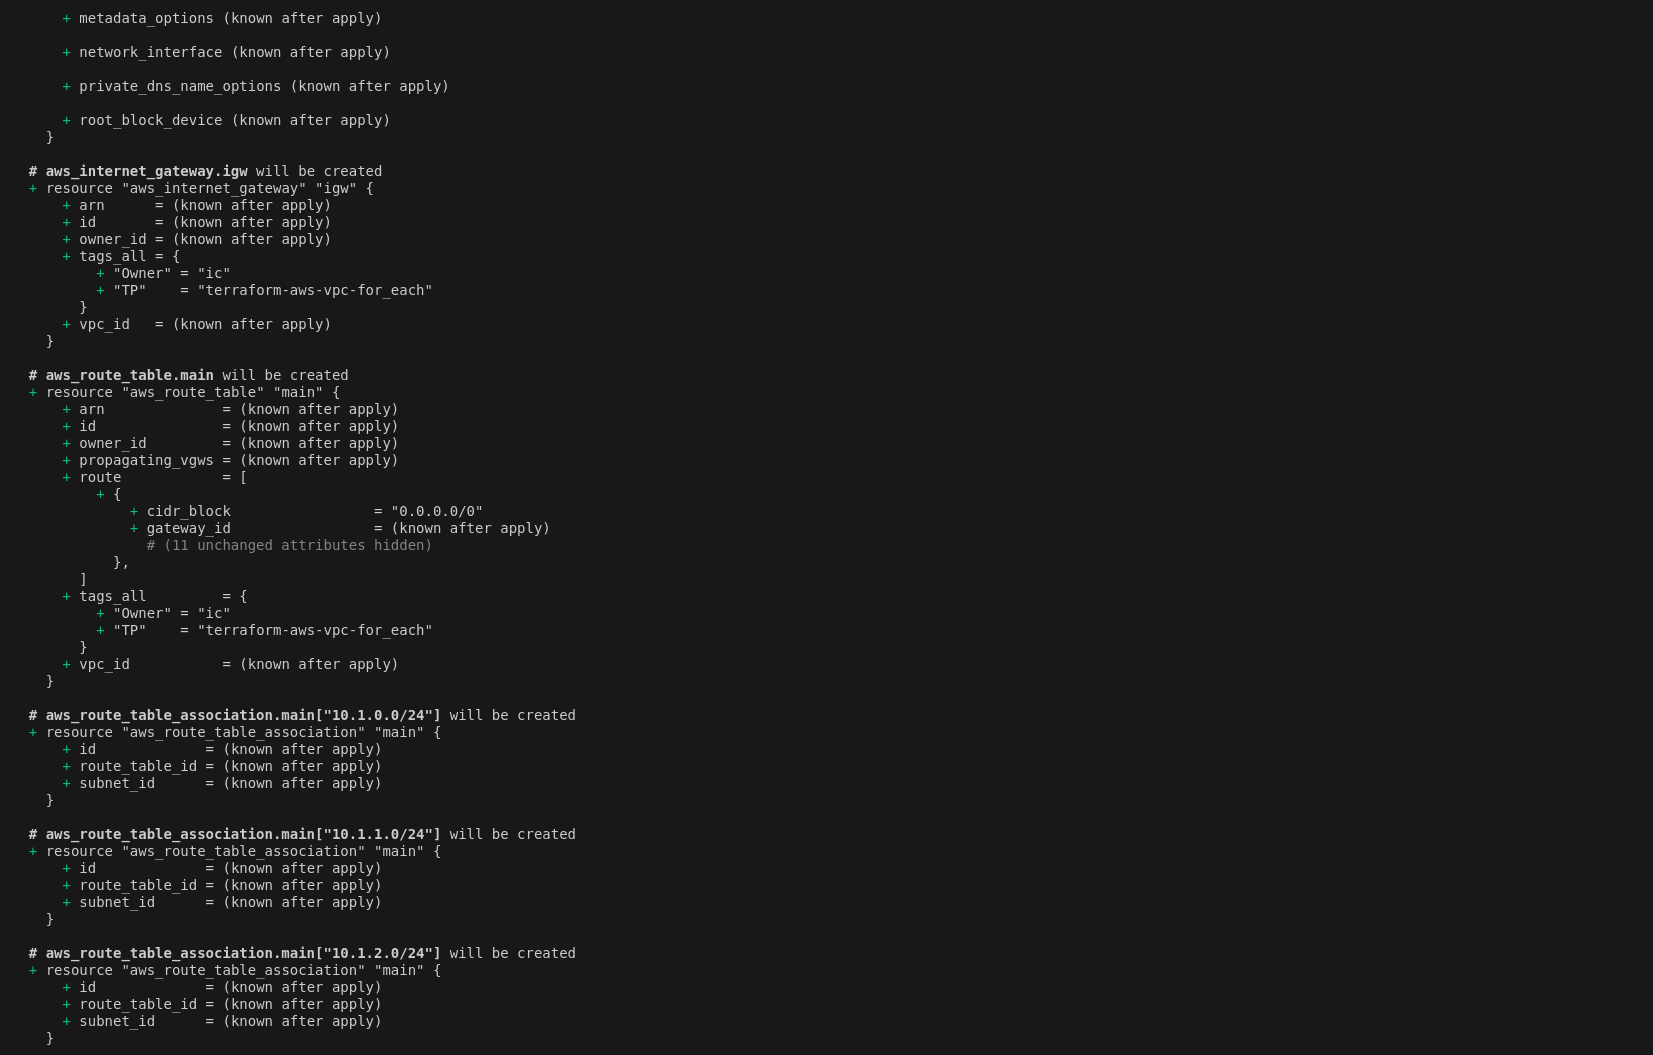 + metadata_options (known after apply)
+ network_interface (known after apply)
+ private_dns_name_options (known after apply)
+ root_block_device (known after apply)
}
# aws_internet_gateway.igw will be created
+ resource "aws_internet_gateway" "igw" {
+ arn      = (known after apply)
+ id       = (known after apply)
+ owner_id = (known after apply)
+ tags_all = {
+ "Owner" = "ic"
+ "TP"    = "terraform-aws-vpc-for_each"
}
+ vpc_id   = (known after apply)
}
# aws_route_table.main will be created
+ resource "aws_route_table" "main" {
+ arn              = (known after apply)
+ id               = (known after apply)
+ owner_id         = (known after apply)
+ propagating_vgws = (known after apply)
+ route            = [
+ {
+ cidr_block                 = "0.0.0.0/0"
+ gateway_id                 = (known after apply)
# (11 unchanged attributes hidden)
},
]
+ tags_all         = {
+ "Owner" = "ic"
+ "TP"    = "terraform-aws-vpc-for_each"
}
+ vpc_id           = (known after apply)
}
# aws_route_table_association.main["10.1.0.0/24"] will be created
+ resource "aws_route_table_association" "main" {
+ id             = (known after apply)
+ route_table_id = (known after apply)
+ subnet_id      = (known after apply)
}
# aws_route_table_association.main["10.1.1.0/24"] will be created
+ resource "aws_route_table_association" "main" {
+ id             = (known after apply)
+ route_table_id = (known after apply)
+ subnet_id      = (known after apply)
}
# aws_route_table_association.main["10.1.2.0/24"] will be created
+ resource "aws_route_table_association" "main" {
+ id             = (known after apply)
+ route_table_id = (known after apply)
+ subnet_id      = (known after apply)
}